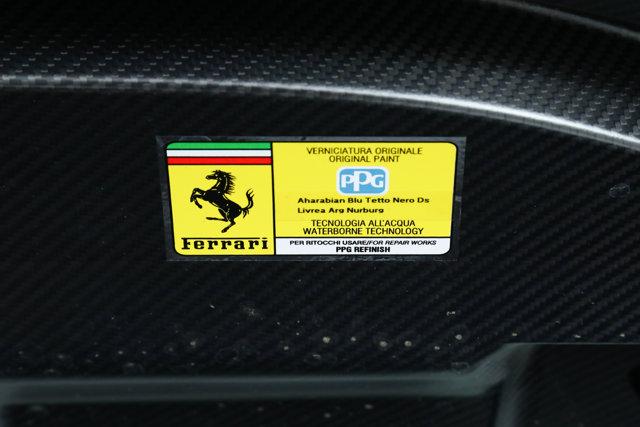 VERNICIATURA ORIGINALE
ORIGINAL PAINT
PPG
Aharabian Blu Tetto Nero Ds
Livrea Arg Nurburg
TECNOLOGIA ALL'ACQUA
WATERBORNE TECHNOLOGY
Ferrari
PER RITOCCHI USARE/FOR REPAIR WORKS
PPG REFINISH